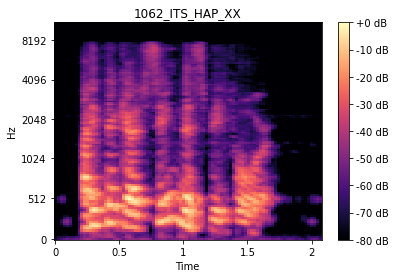 1062_ITS_HAP_XX
+0 dB
8192
-10 dB
4096
-20 dB
-30 dB
2048
Hz
-40 dB
1024
-50 dB
-60 dB
512
-70 dB
0
-80 dB
0
0.5
1
1.5
2
Time